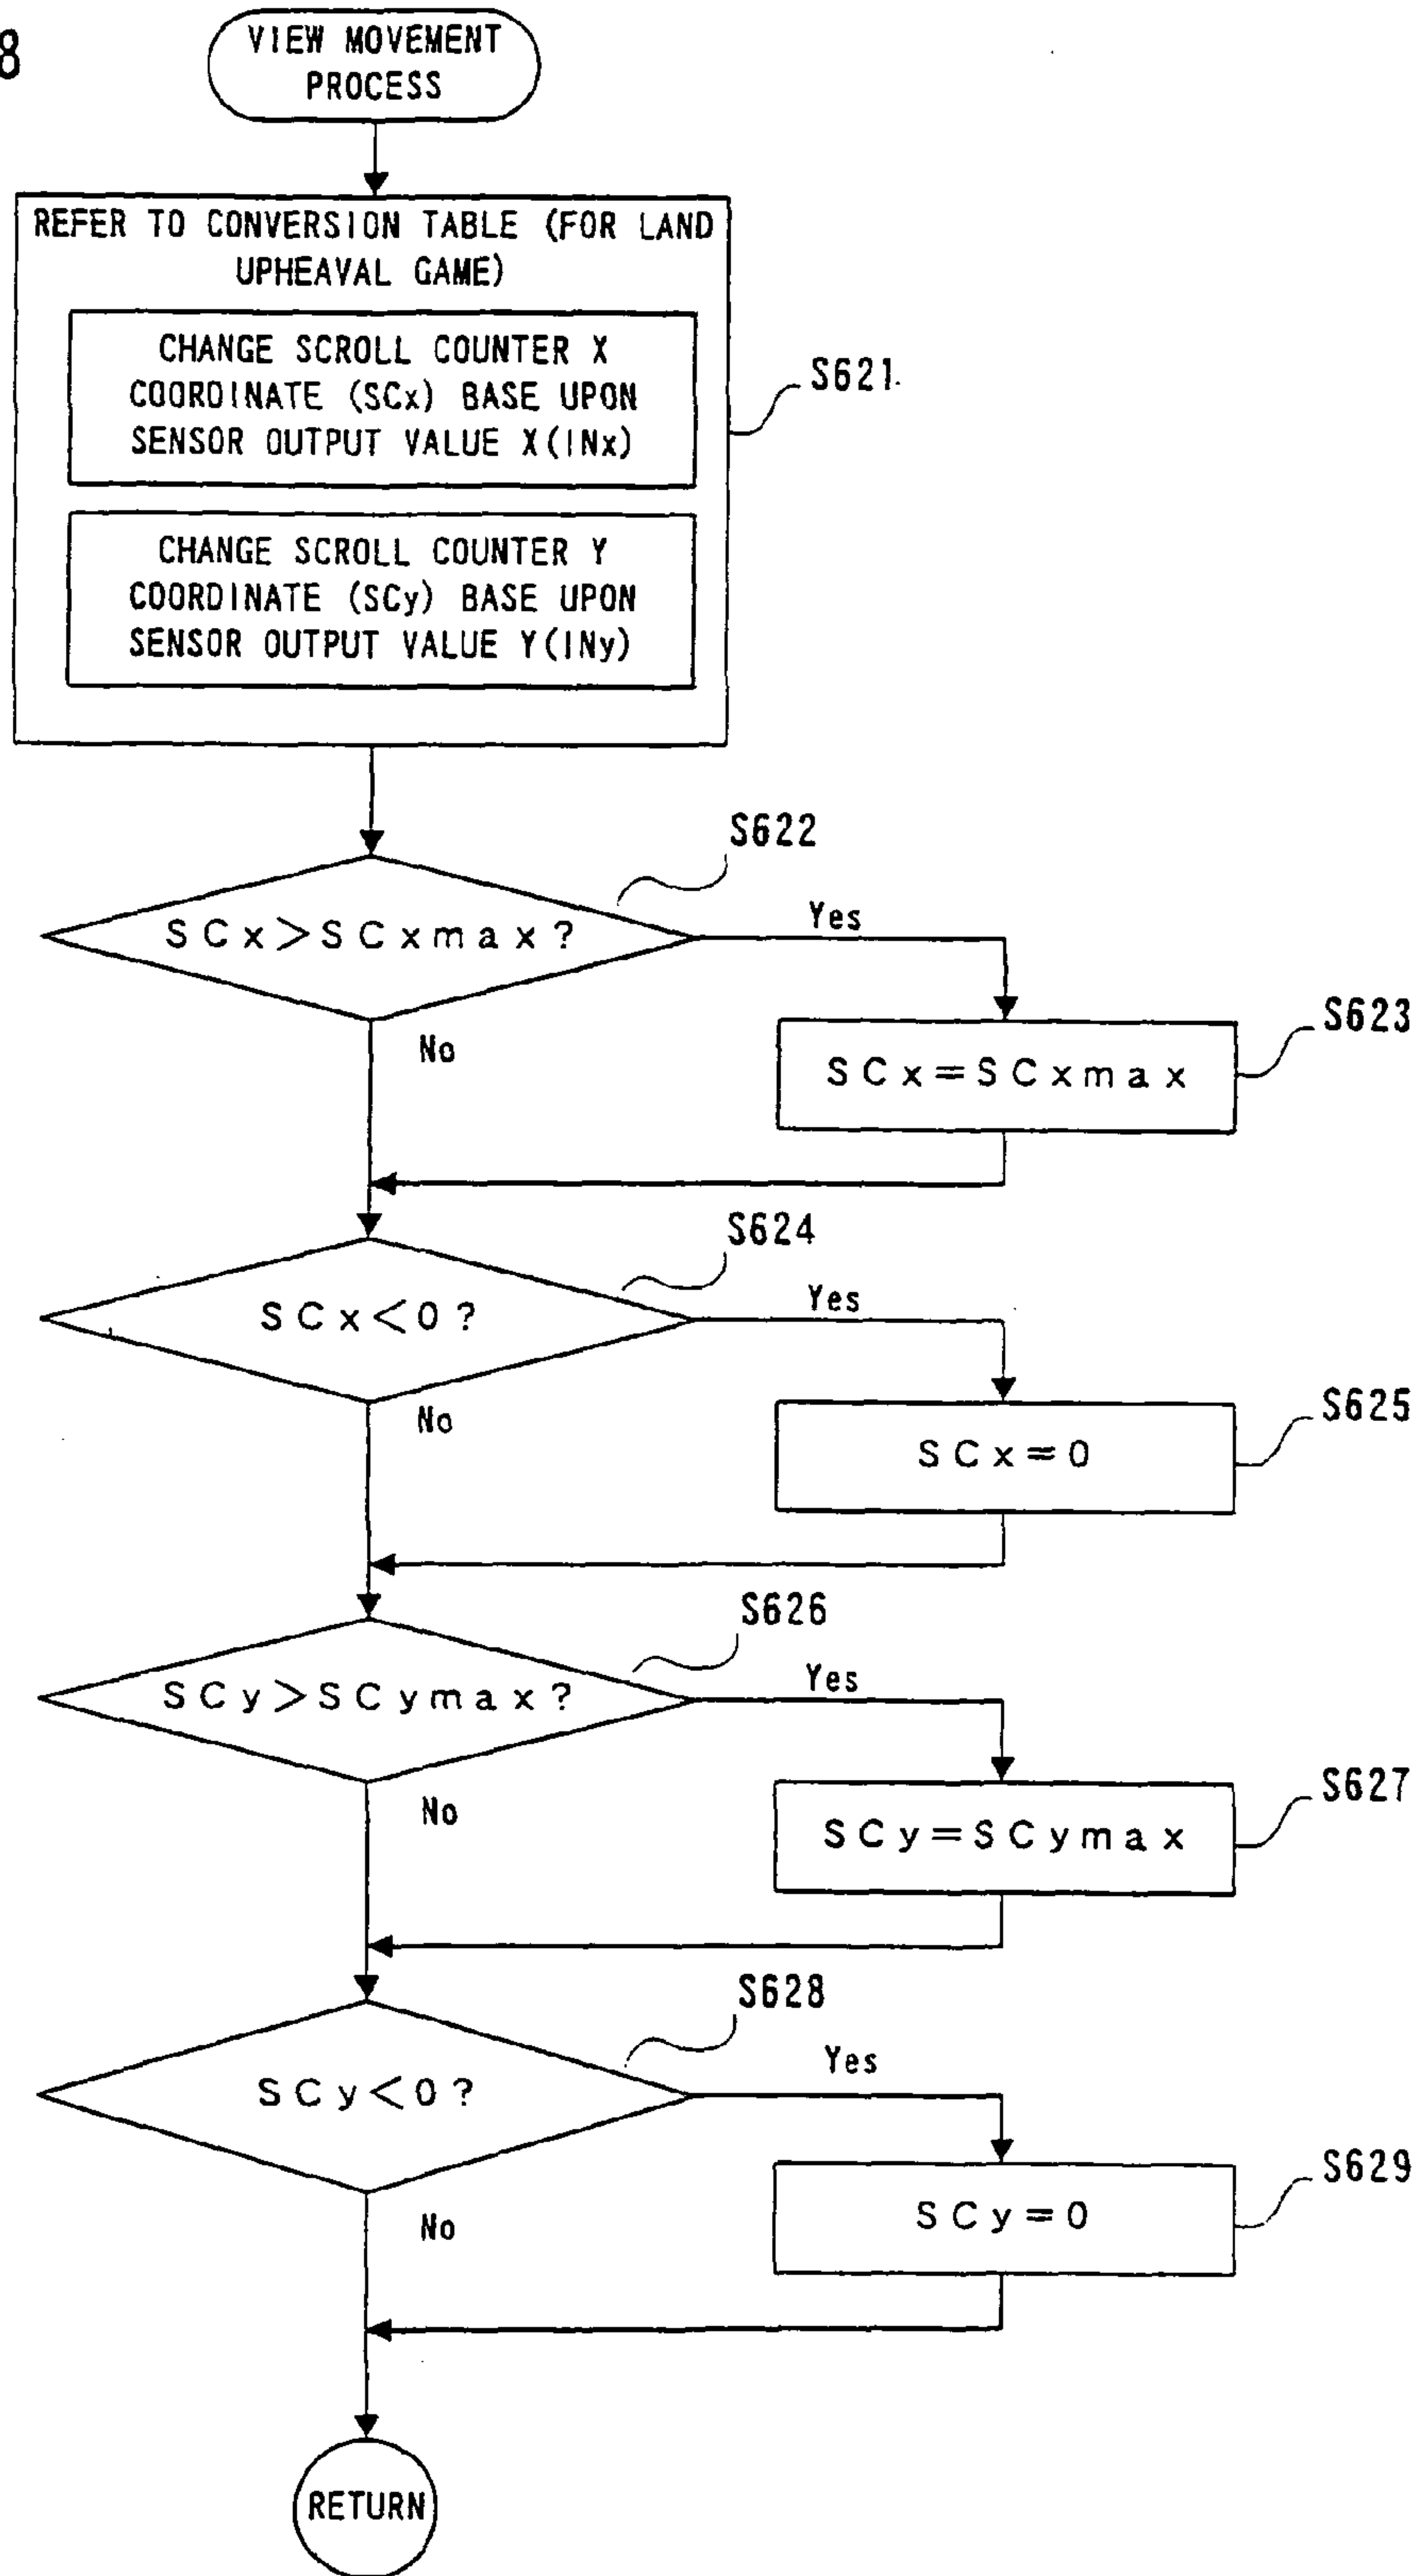 8
VIEW MOVEMENT
PROCESS
REFER TO CONVERSION TABLE (FOR LAND
UPHEAVAL GAME)
CHANGE SCROLL COUNTER X
COORDINATE (SCx) BASE UPON
SENSOR OUTPUT VALUE X(INx)
S621
CHANGE SCROLL COUNTER Y
COORDINATE (SCy) BASE UPON
SENSOR OUTPUT VALUE Y(INy)
S622
SCx>SCxmax?
Yes
No
S623
SCx=SCxmax
S624
SCx<0?
Yes
No
S625
SCx=0
S626
SCy>SCymax?
Yes
No
S627
SCy=SCymax
S628
SCy<0?
Yes
No
S629
SCy=0
RETURN